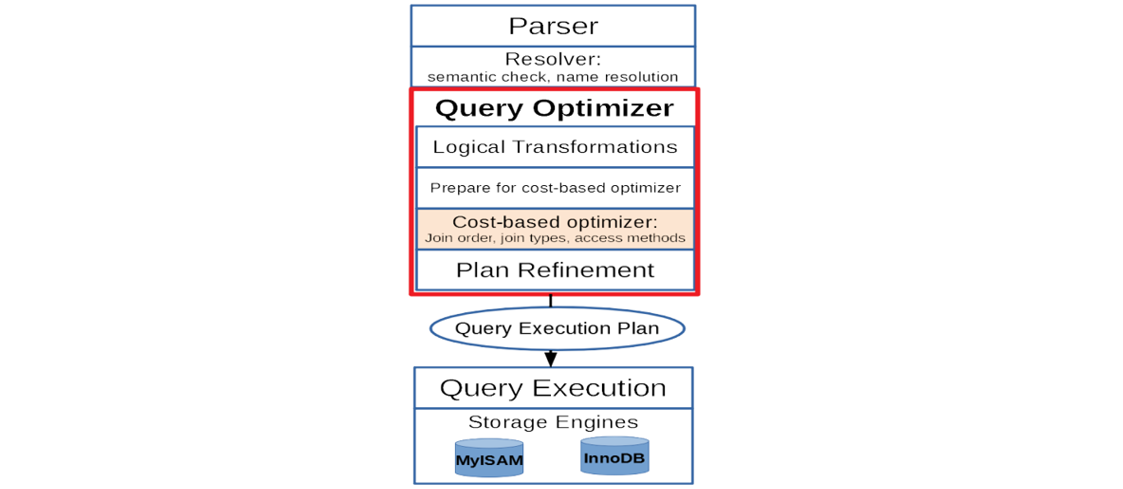 Parser
Resolver:
semantic check, name resolution
Query Optimizer
Logical Transformations
Prepare for cost-based optimizer
Cost-based optimizer:
Join order, join types, access methods
Plan Refinement
Query Execution Plan
Query Execution
Storage Engines
MyISAM
InnoDB